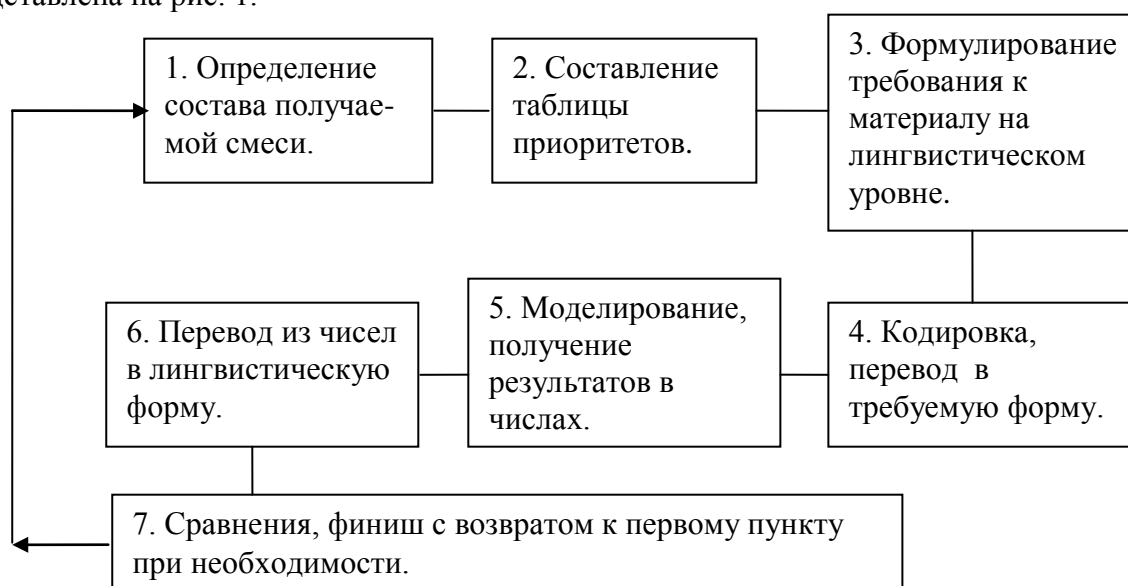 на рис. 1.
1. Определение
состава получае-
мой смеси.
2. Составление
таблицы
приоритетов.
3. Формулирование
требования к
материалу на
лингвистическом
уровне.
4. Кодировка,
перевод в
требуемую форму.
5. Моделирование,
получение
результатов в
числах.
6. Перевод из чисел
в лингвистическую
форму.
7. Сравнения, финиш с возвратом к первому пункту
при необходимости.